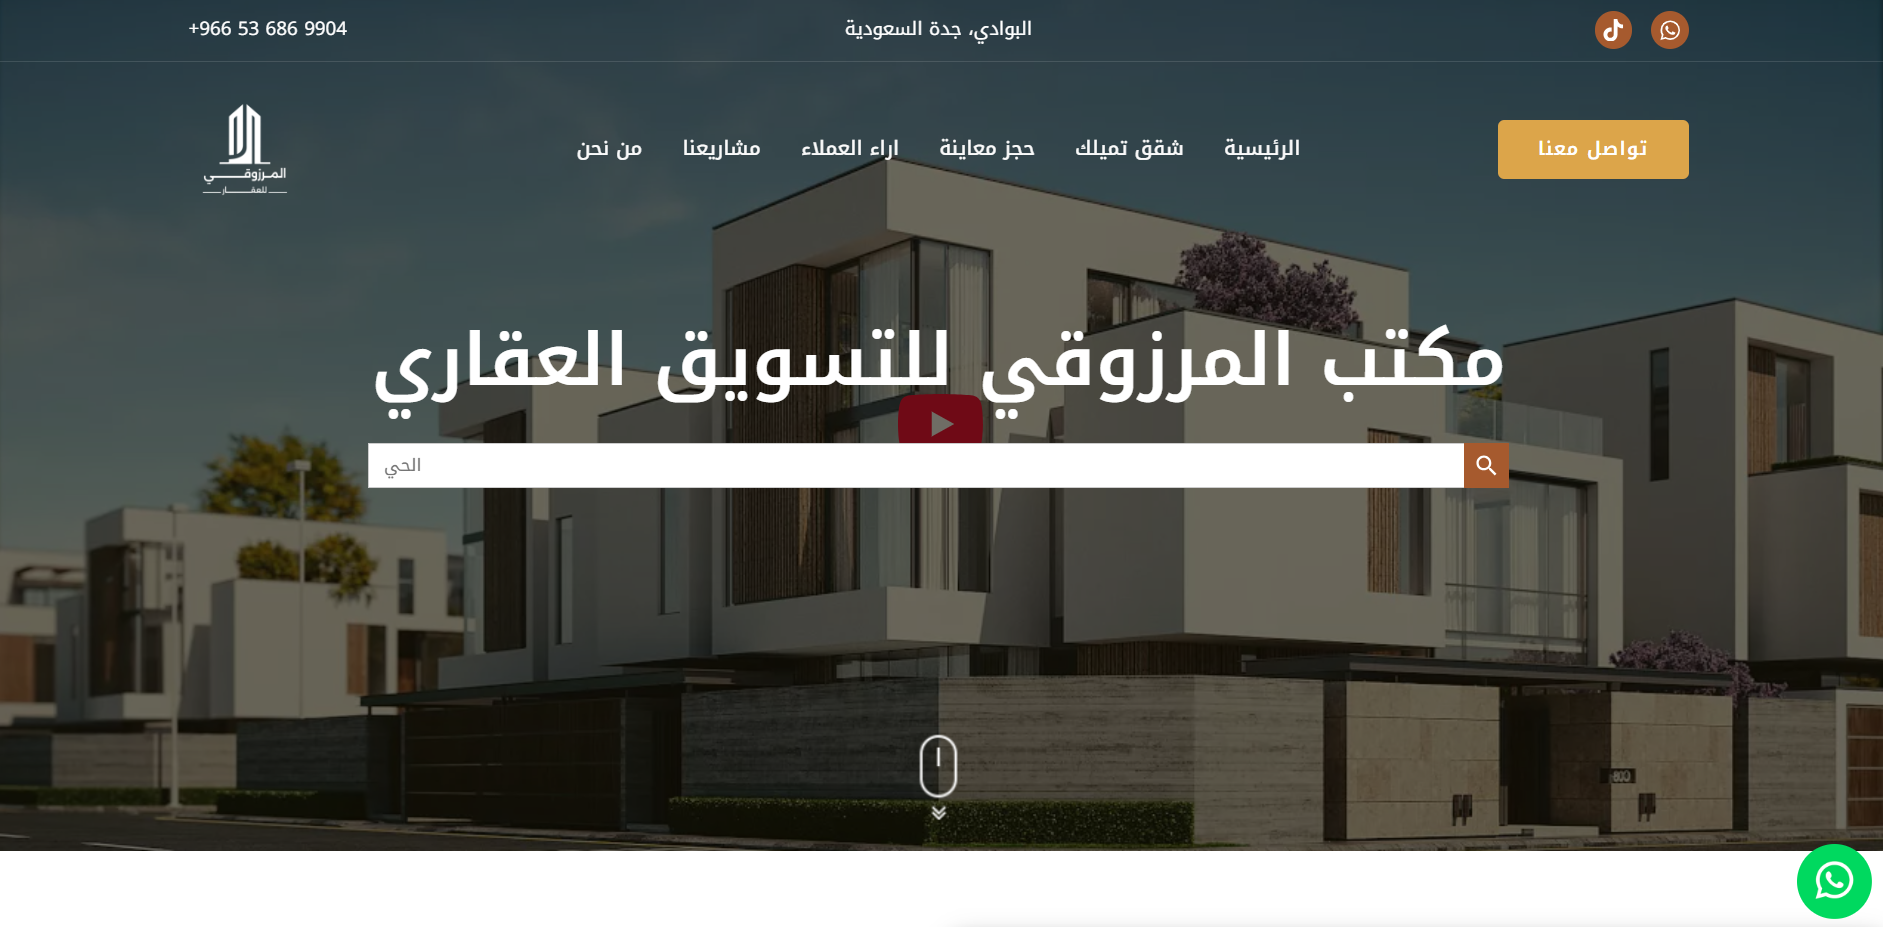 +966 53 686 9904
البوادي، جدة السعودية
المرزوقي
للعقار
الرئيسية
شقق تميلك
حجز معاينة
اراء العملاء
مشاريعنا
من نحن
تواصل معنا
مكتب المرزوقي للتسويق العقاري
الحي